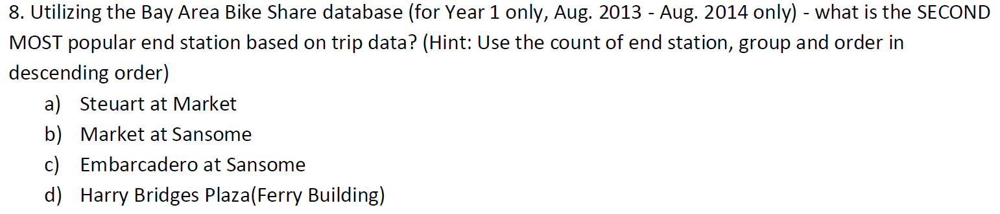 8. Utilizing the Bay Area Bike Share database (for Year 1 only, Aug. 2013 - Aug. 2014 only) - what is the SECOND
MOST popular end station based on trip data? (Hint: Use the count of end station, group and order in
descending order)
a) Steuart at Market
b) Market at Sansome
c) Embarcadero at Sansome
d) Harry Bridges Plaza(Ferry Building)